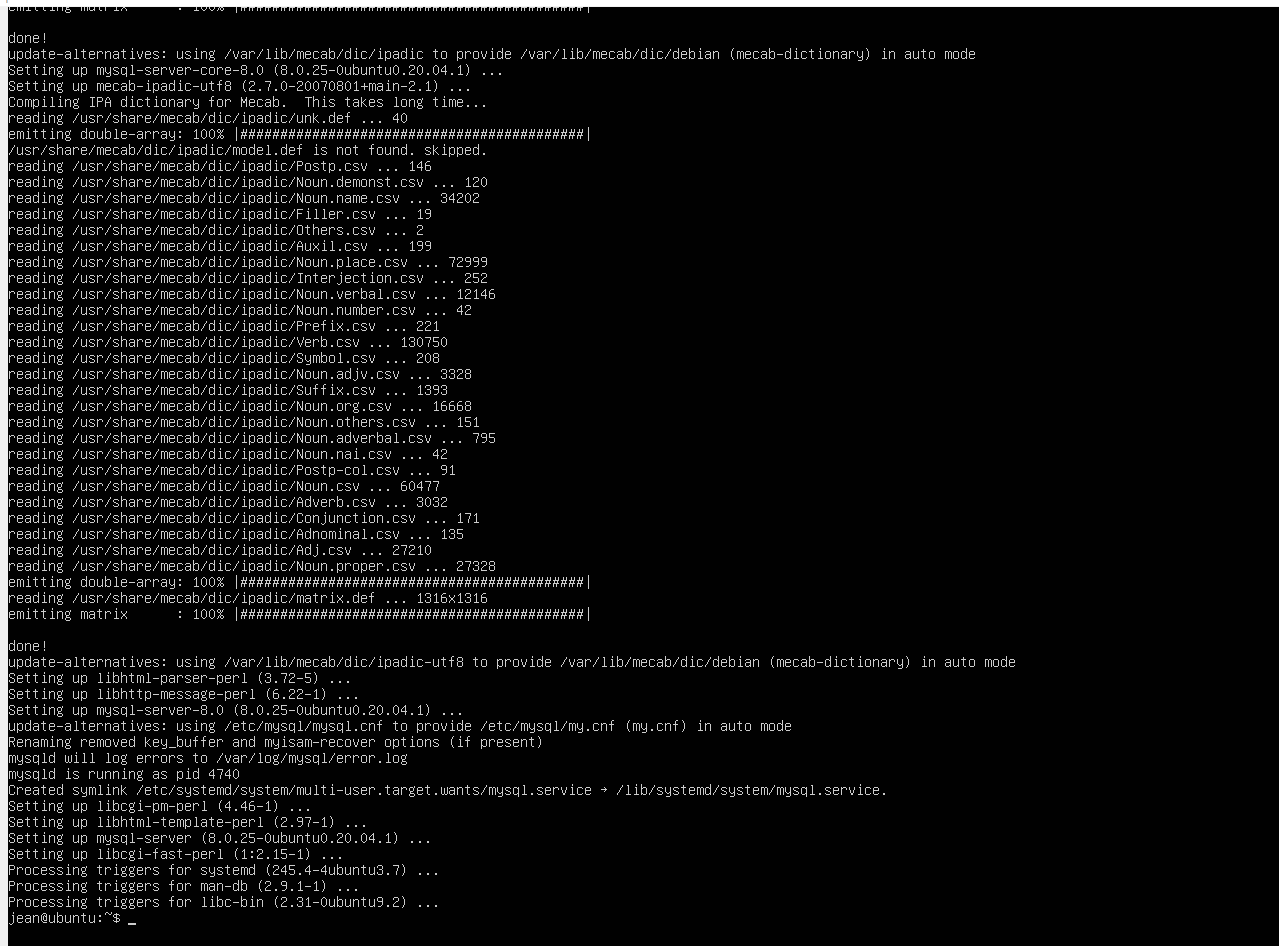 emitting matrix      : 100% |###########################################|

done!
update-alternatives: using /var/lib/mecab/dic/ipadic to provide /var/lib/mecab/dic/debian (mecab-dictionary) in auto mode
Setting up mysql-server-core-8.0 (8.0.25-0ubuntu0.20.04.1) ...
Setting up mecab-ipadic-utf8 (2.7.0-20070801+main-2.1) ...
Compiling IPA dictionary for Mecab.  This takes long time...
reading /usr/share/mecab/dic/ipadic/unk.def ... 40
emitting double-array: 100% |###########################################|
/usr/share/mecab/dic/ipadic/model.def is not found. skipped.
reading /usr/share/mecab/dic/ipadic/Postp.csv ... 146
reading /usr/share/mecab/dic/ipadic/Noun.demonst.csv ... 120
reading /usr/share/mecab/dic/ipadic/Noun.name.csv ... 34202
reading /usr/share/mecab/dic/ipadic/Filler.csv ... 19
reading /usr/share/mecab/dic/ipadic/Others.csv ... 2
reading /usr/share/mecab/dic/ipadic/Auxil.csv ... 199
reading /usr/share/mecab/dic/ipadic/Noun.place.csv ... 72999
reading /usr/share/mecab/dic/ipadic/Interjection.csv ... 252
reading /usr/share/mecab/dic/ipadic/Noun.verbal.csv ... 12146
reading /usr/share/mecab/dic/ipadic/Noun.number.csv ... 42
reading /usr/share/mecab/dic/ipadic/Prefix.csv ... 221
reading /usr/share/mecab/dic/ipadic/Verb.csv ... 130750
reading /usr/share/mecab/dic/ipadic/Symbol.csv ... 208
reading /usr/share/mecab/dic/ipadic/Noun.adjv.csv ... 3328
reading /usr/share/mecab/dic/ipadic/Suffix.csv ... 1393
reading /usr/share/mecab/dic/ipadic/Noun.org.csv ... 16668
reading /usr/share/mecab/dic/ipadic/Noun.others.csv ... 151
reading /usr/share/mecab/dic/ipadic/Noun.adverbal.csv ... 795
reading /usr/share/mecab/dic/ipadic/Noun.nai.csv ... 42
reading /usr/share/mecab/dic/ipadic/Postp-col.csv ... 91
reading /usr/share/mecab/dic/ipadic/Noun.csv ... 60477
reading /usr/share/mecab/dic/ipadic/Adverb.csv ... 3032
reading /usr/share/mecab/dic/ipadic/Conjunction.csv ... 171
reading /usr/share/mecab/dic/ipadic/Adnominal.csv ... 135
reading /usr/share/mecab/dic/ipadic/Adj.csv ... 27210
reading /usr/share/mecab/dic/ipadic/Noun.proper.csv ... 27328
emitting double-array: 100% |###########################################|
reading /usr/share/mecab/dic/ipadic/matrix.def ... 1316x1316
emitting matrix      : 100% |###########################################|

done!
update-alternatives: using /var/lib/mecab/dic/ipadic-utf8 to provide /var/lib/mecab/dic/debian (mecab-dictionary) in auto mode
Setting up libhtml-parser-perl (3.72-5) ...
Setting up libhttp-message-perl (6.22-1) ...
Setting up mysql-server-8.0 (8.0.25-0ubuntu0.20.04.1) ...
update-alternatives: using /etc/mysql/mysql.cnf to provide /etc/mysql/my.cnf (my.cnf) in auto mode
Renaming removed key_buffer and myisam-recover options (if present)
mysqld will log errors to /var/log/mysql/error.log
mysqld is running as pid 4740
Created symlink /etc/systemd/system/multi-user.target.wants/mysql.service → /lib/systemd/system/mysql.service.
Setting up libcgi-pm-perl (4.46-1) ...
Setting up libhtml-template-perl (2.97-1) ...
Setting up mysql-server (8.0.25-0ubuntu0.20.04.1) ...
Setting up libcgi-fast-perl (1:2.15-1) ...
Processing triggers for systemd (245.4-4ubuntu3.7) ...
Processing triggers for man-db (2.9.1-1) ...
Processing triggers for libc-bin (2.31-0ubuntu9.2) ...
jean@ubuntu:~$ _